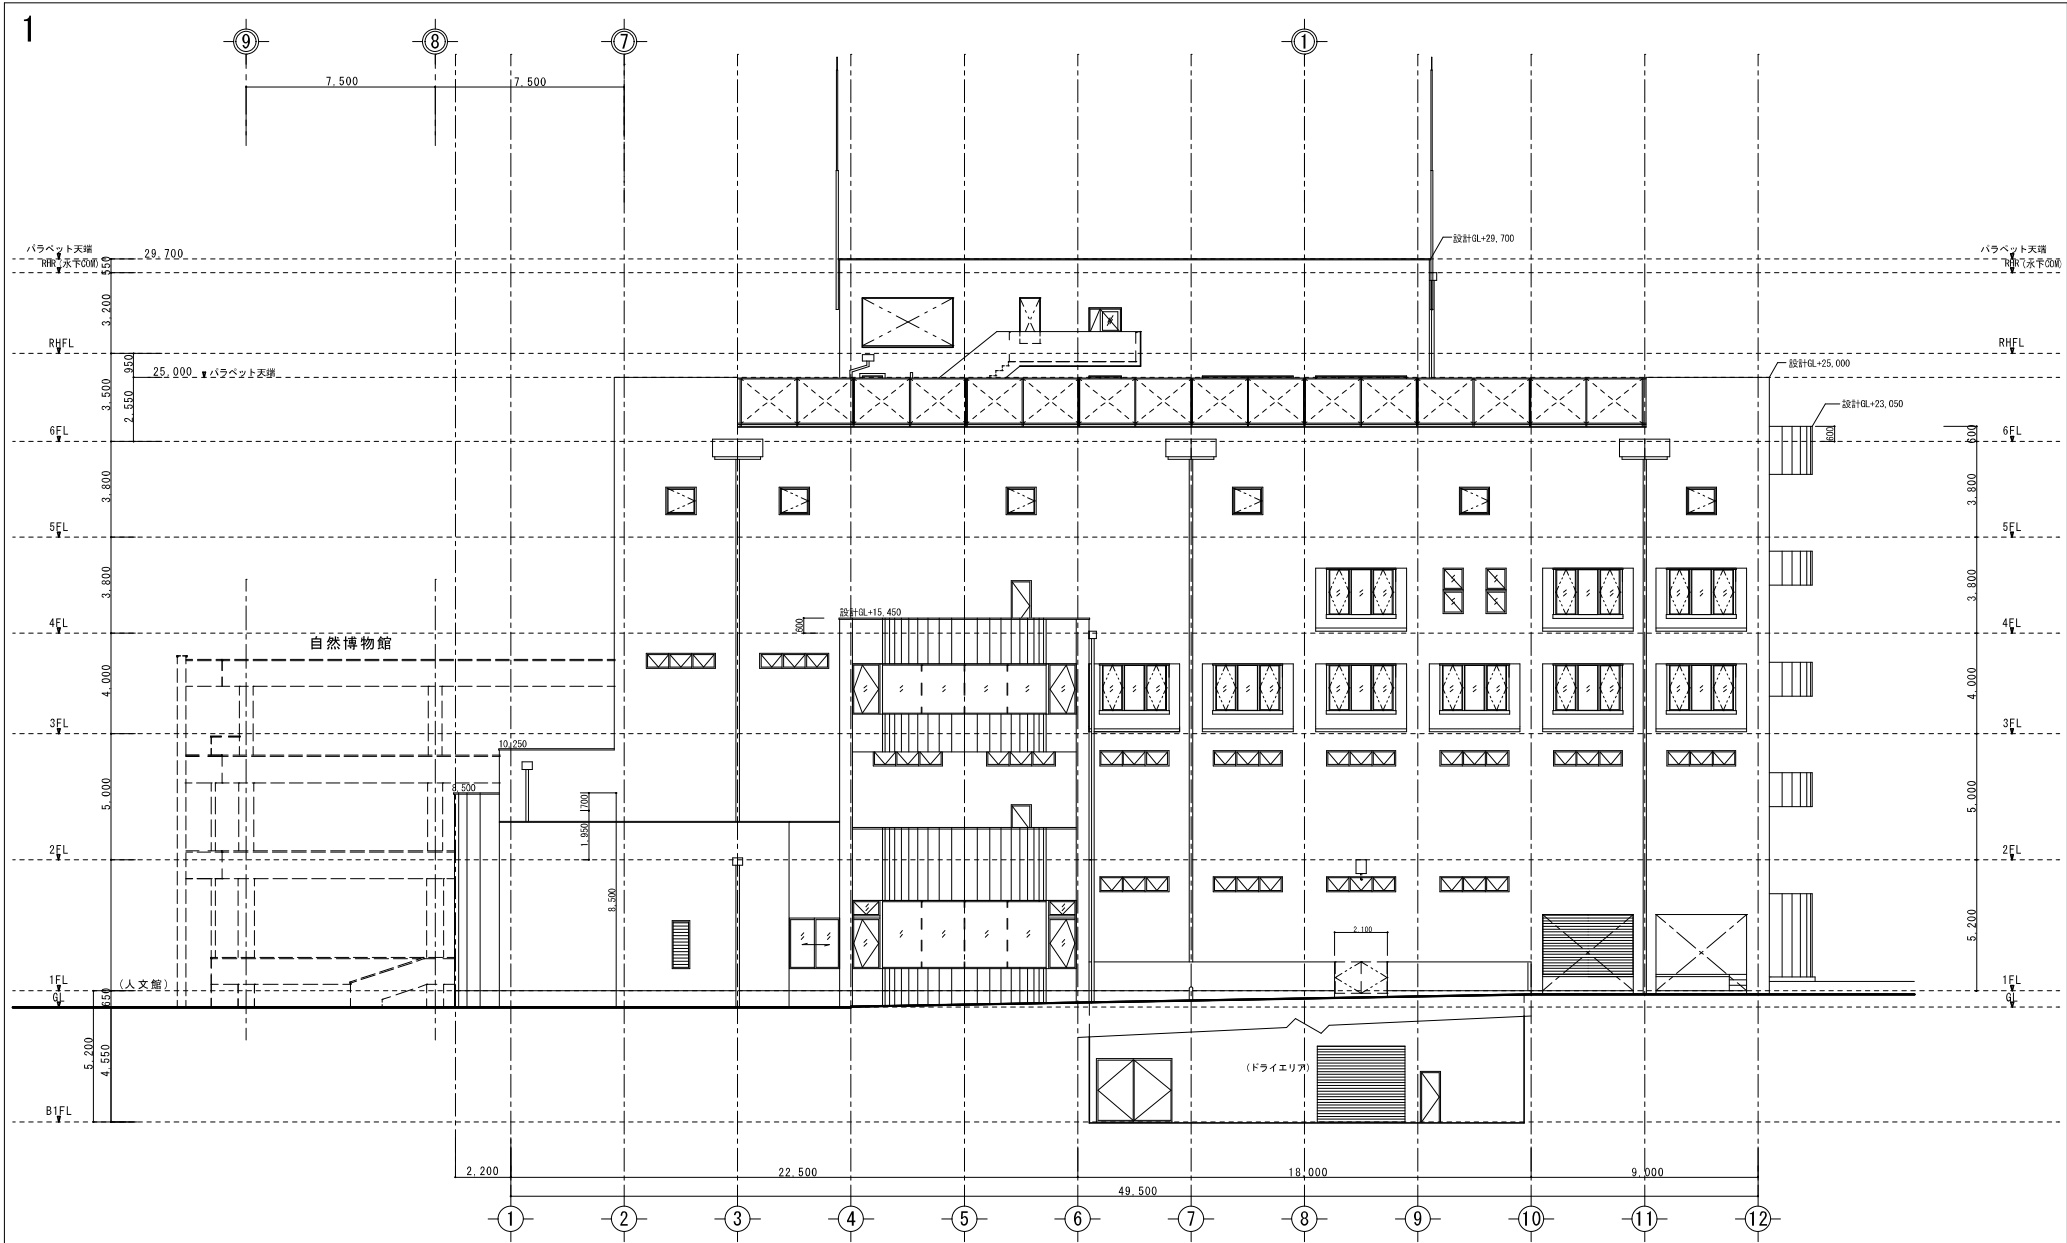 1
9 8 7 1
7,500 7,500
パラペット天端
29,700
設計GL+29,700
パラペット天端
RHR(水下COM)
550
RHR(水下COM)
3,200
RHFL
RHFL
950
25,000 パラペット天端
設計GL+25,000
3,500
2,550
設計GL+23,050
6FL
600
600
6FL
3,800
3,800
5FL
5FL
3,800
3,800
設計GL+15,450
600
4FL
4FL
自然博物館
4,000
4,000
3FL
3FL
10,250
8,500
700
5,000
5,000
1,950
2FL
2FL
8,500
5,200
2,100
1FL
(人文館)
1FL
650
GL
GL
5,200
4,550
(ドライエリア)
B1FL
2,200 22,500 18,000 9,000
49,500
1 2 3 4 5 6 7 8 9 10 11 12